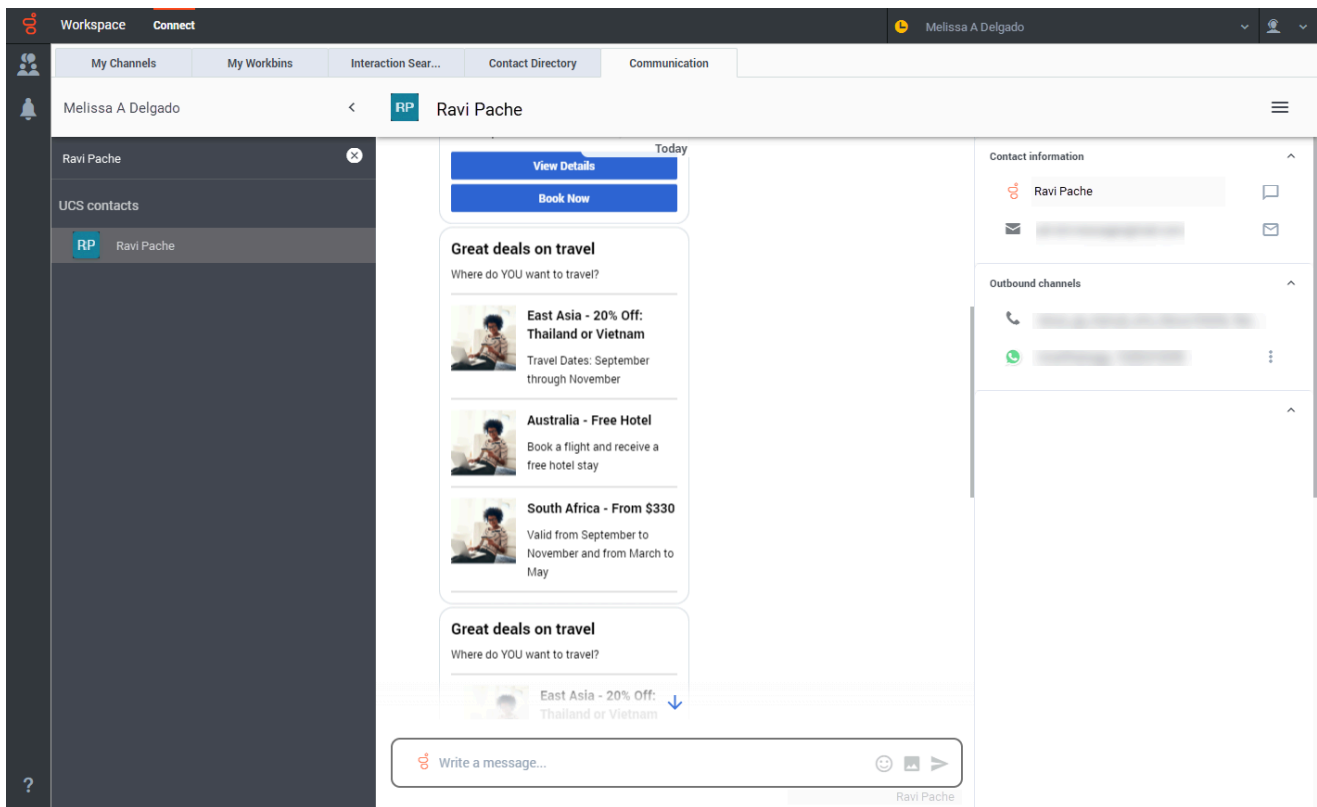 Workspace
Connect
Melissa A Delgado
My Channels
My Workbins
Interaction Sear...
Contact Directory
Communication
Melissa A Delgado
RP
Ravi Pache
Ravi Pache
UCS contacts
RP
Ravi Pache
Today
View Details
Book Now
Great deals on travel
Where do YOU want to travel?
East Asia - 20% Off:
Thailand or Vietnam
Travel Dates: September
through November
Australia - Free Hotel
Book a flight and receive a
free hotel stay
South Africa - From $330
Valid from September to
November and from March to
May
Great deals on travel
Where do YOU want to travel?
East Asia - 20% Off:
Thailand or Vietnam
Write a message...
Ravi Pache
Contact information
Ravi Pache
Outbound channels
?